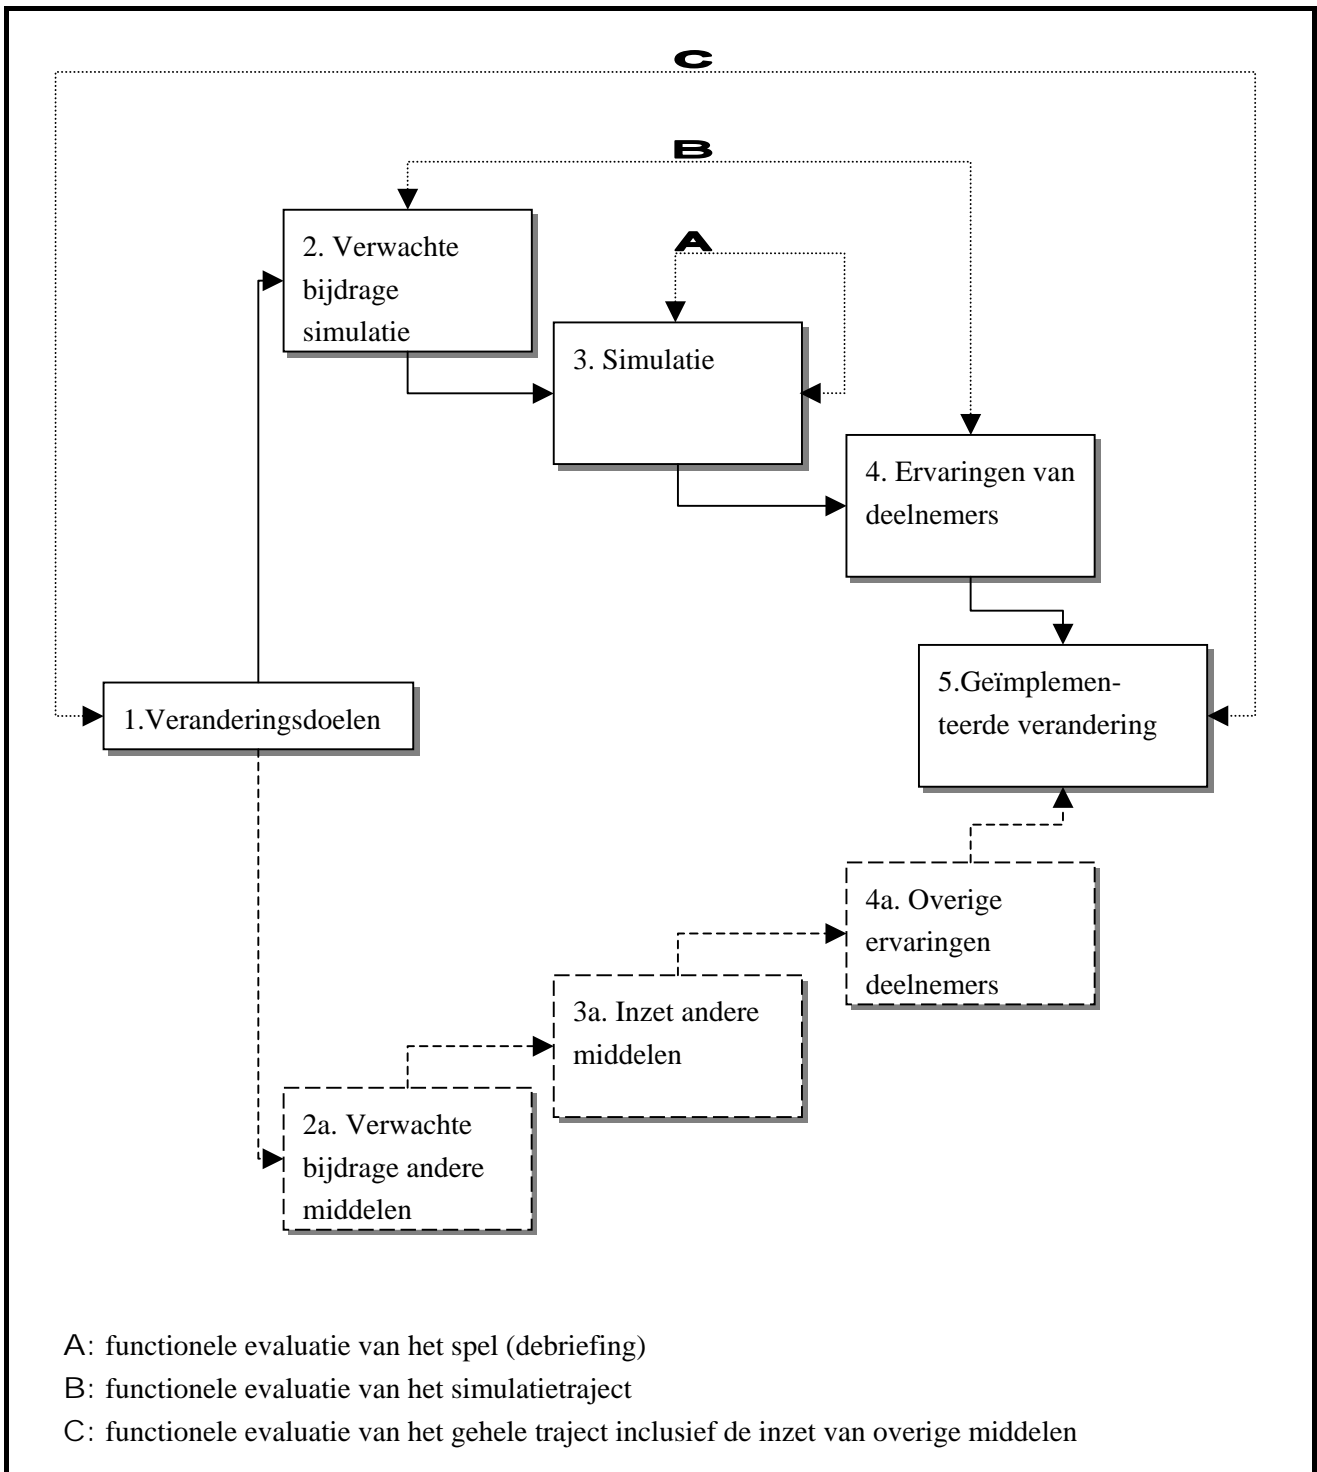 C
B
A
2. Verwachte
bijdrage
simulatie
3. Simulatie
4. Ervaringen van
deelnemers
1.Veranderingsdoelen
5.Geïmplemen-
teerde verandering
4a. Overige
ervaringen
deelnemers
3a. Inzet andere
middelen
2a. Verwachte
bijdrage andere
middelen
A: functionele evaluatie van het spel (debriefing)
B: functionele evaluatie van het simulatietraject
C: functionele evaluatie van het gehele traject inclusief de inzet van overige middelen